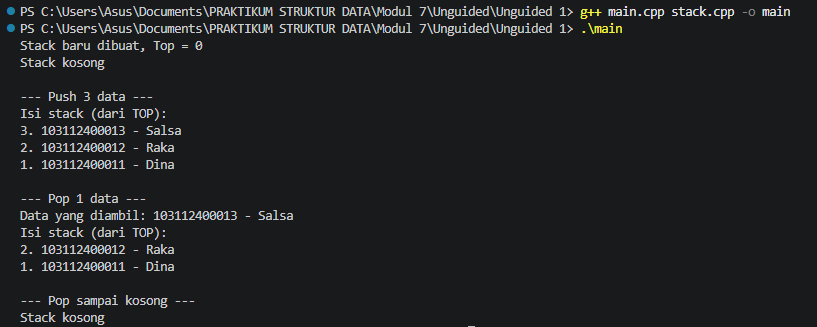 PS C:\Users\Asus\Documents\PRAKTIKUM STRUKTUR DATA\Modul 7\Unguided\Unguided 1> g++ main.cpp stack.cpp -o main
PS C:\Users\Asus\Documents\PRAKTIKUM STRUKTUR DATA\Modul 7\Unguided\Unguided 1> .\main
Stack baru dibuat, Top = 0
Stack kosong

--- Push 3 data ---
Isi stack (dari TOP):
3. 103112400013 - Salsa
2. 103112400012 - Raka
1. 103112400011 - Dina

--- Pop 1 data ---
Data yang diambil: 103112400013 - Salsa
Isi stack (dari TOP):
2. 103112400012 - Raka
1. 103112400011 - Dina

--- Pop sampai kosong ---
Stack kosong